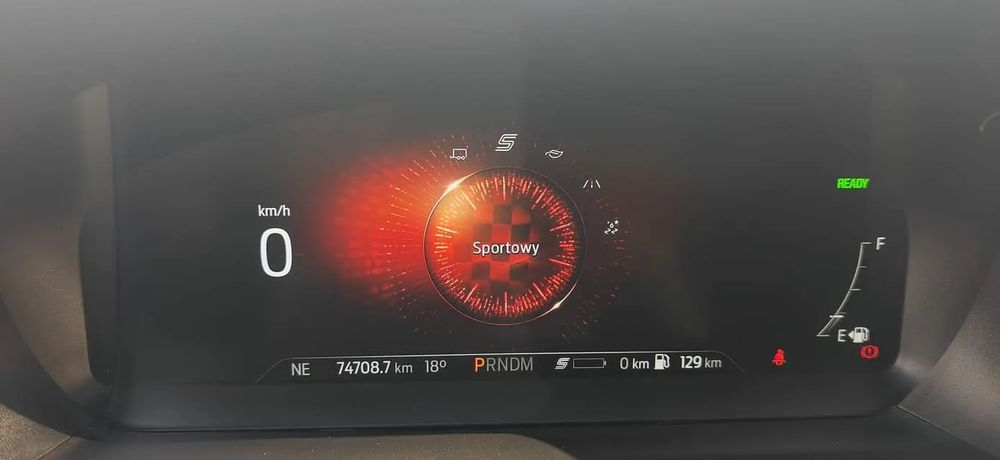 km/h
0
Sportowy
READY
F
E
NE 74708.7 km 18° PRNDM 0 km 129 km